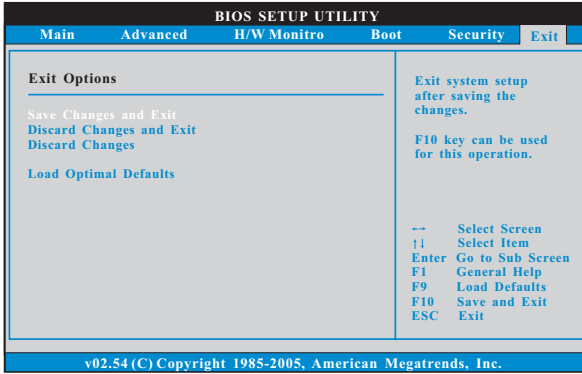 BIOS SETUP UTILITY
Main Advanced H/W Monitro Boot Security Exit
Exit Options
Save Changes and Exit
Discard Changes and Exit
Discard Changes
Load Optimal Defaults
Exit system setup
after saving the
changes.
F10 key can be used
for this operation.
←→ Select Screen
↑↓ Select Item
Enter Go to Sub Screen
F1 General Help
F9 Load Defaults
F10 Save and Exit
ESC Exit
v02.54 (C) Copyright 1985-2005, American Megatrends, Inc.